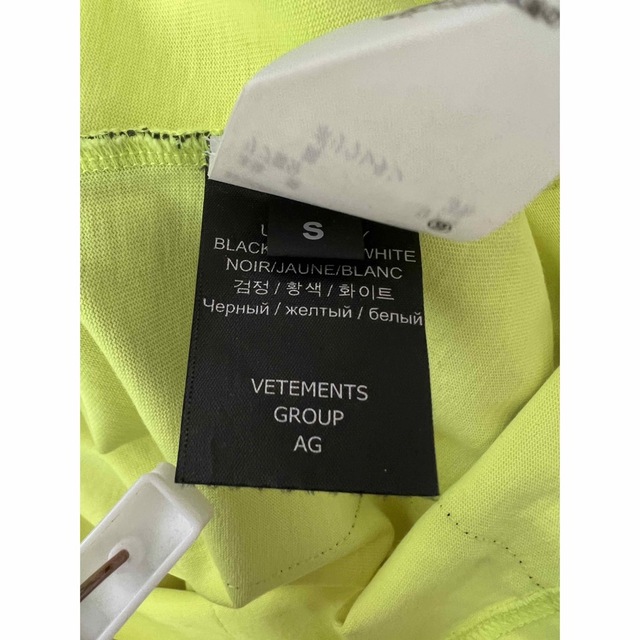 S
BLACK WHITE
NOIR/JAUNE/BLANC
검정 / 황색 / 화이트
Черный / желтый / белый
VETEMENTS
GROUP
AG